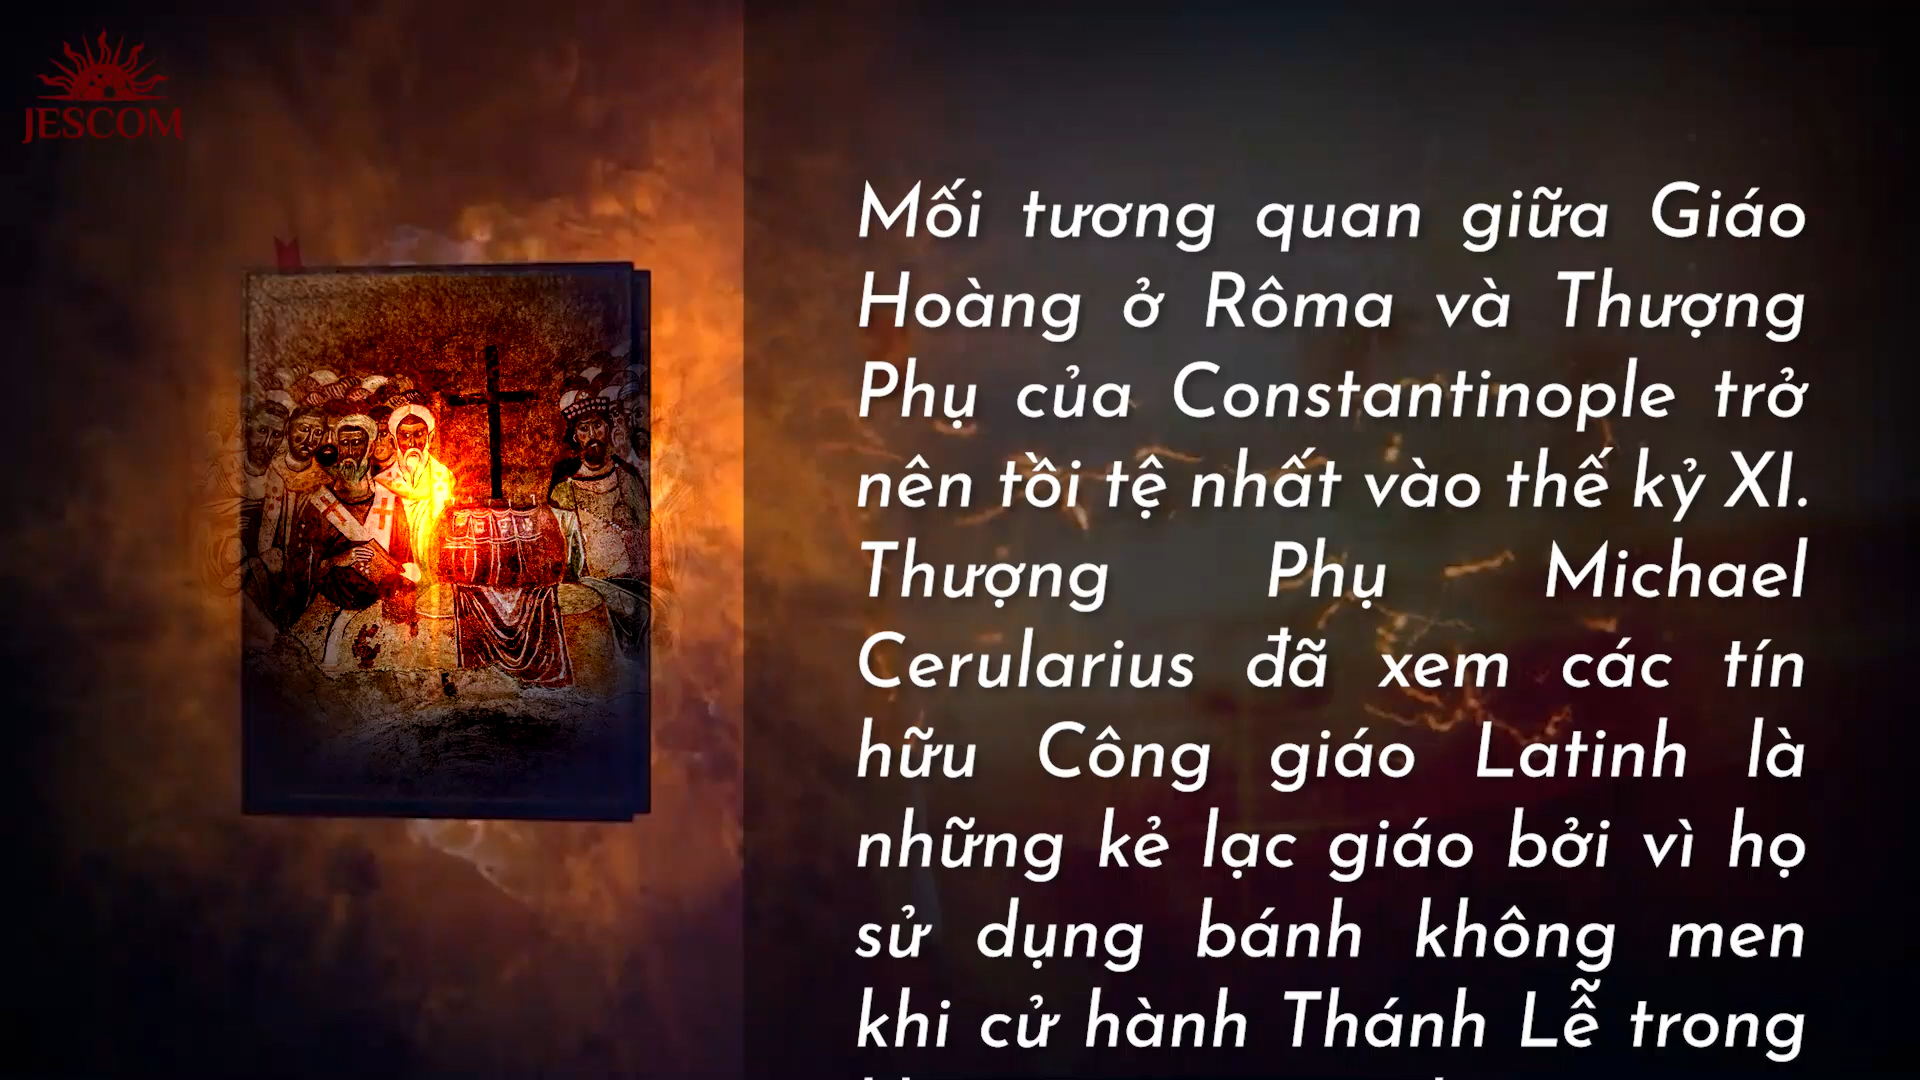 JESCOM
Mối tương quan giữa Giáo
Hoàng ở Rôma và Thượng
Phụ của Constantinople trở
nên tồi tệ nhất vào thế kỷ XI.
Thượng Phụ Michael
Cerularius đã xem các tín
hữu Công giáo Latinh là
những kẻ lạc giáo bởi vì họ
sử dụng bánh không men
khi cử hành Thánh Lễ trong